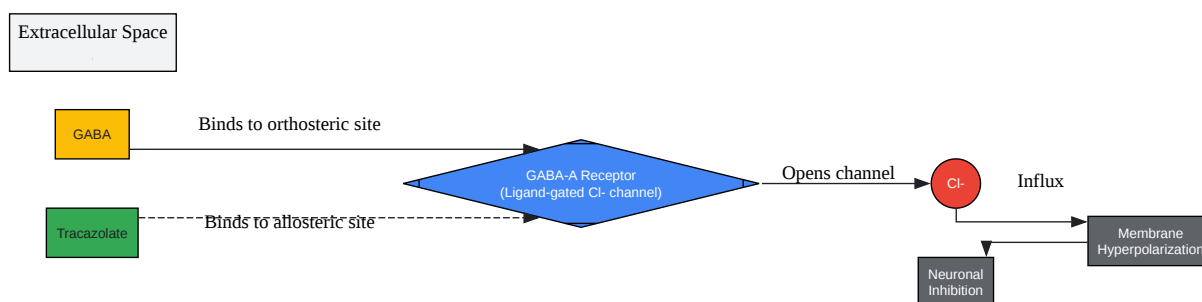 Extracellular Space
GABA
Binds to orthosteric site
GABA-A Receptor
(Ligand-gated Cl- channel)
Opens channel
Cl-
Influx
Tracazolate
Binds to allosteric site
Membrane
Hyperpolarization
Neuronal
Inhibition